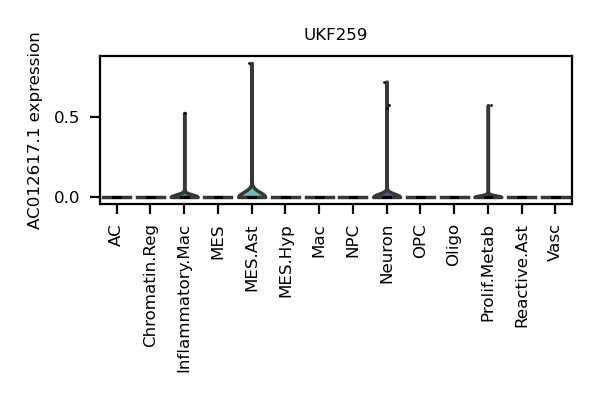 UKF259
AC012617.1 expression
0.5
0.0
AC
Chromatin.Reg
Inflammatory.Mac
MES
MES.Ast
MES.Hyp
Mac
NPC
Neuron
OPC
Oligo
Prolif.Metab
Reactive.Ast
Vasc